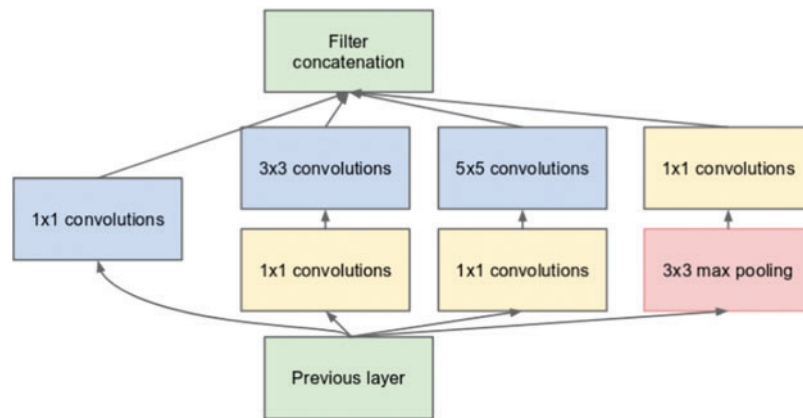 Filter
concatenation
3x3 convolutions
5x5 convolutions
1x1 convolutions
1x1 convolutions
1x1 convolutions
1x1 convolutions
3x3 max pooling
Previous layer